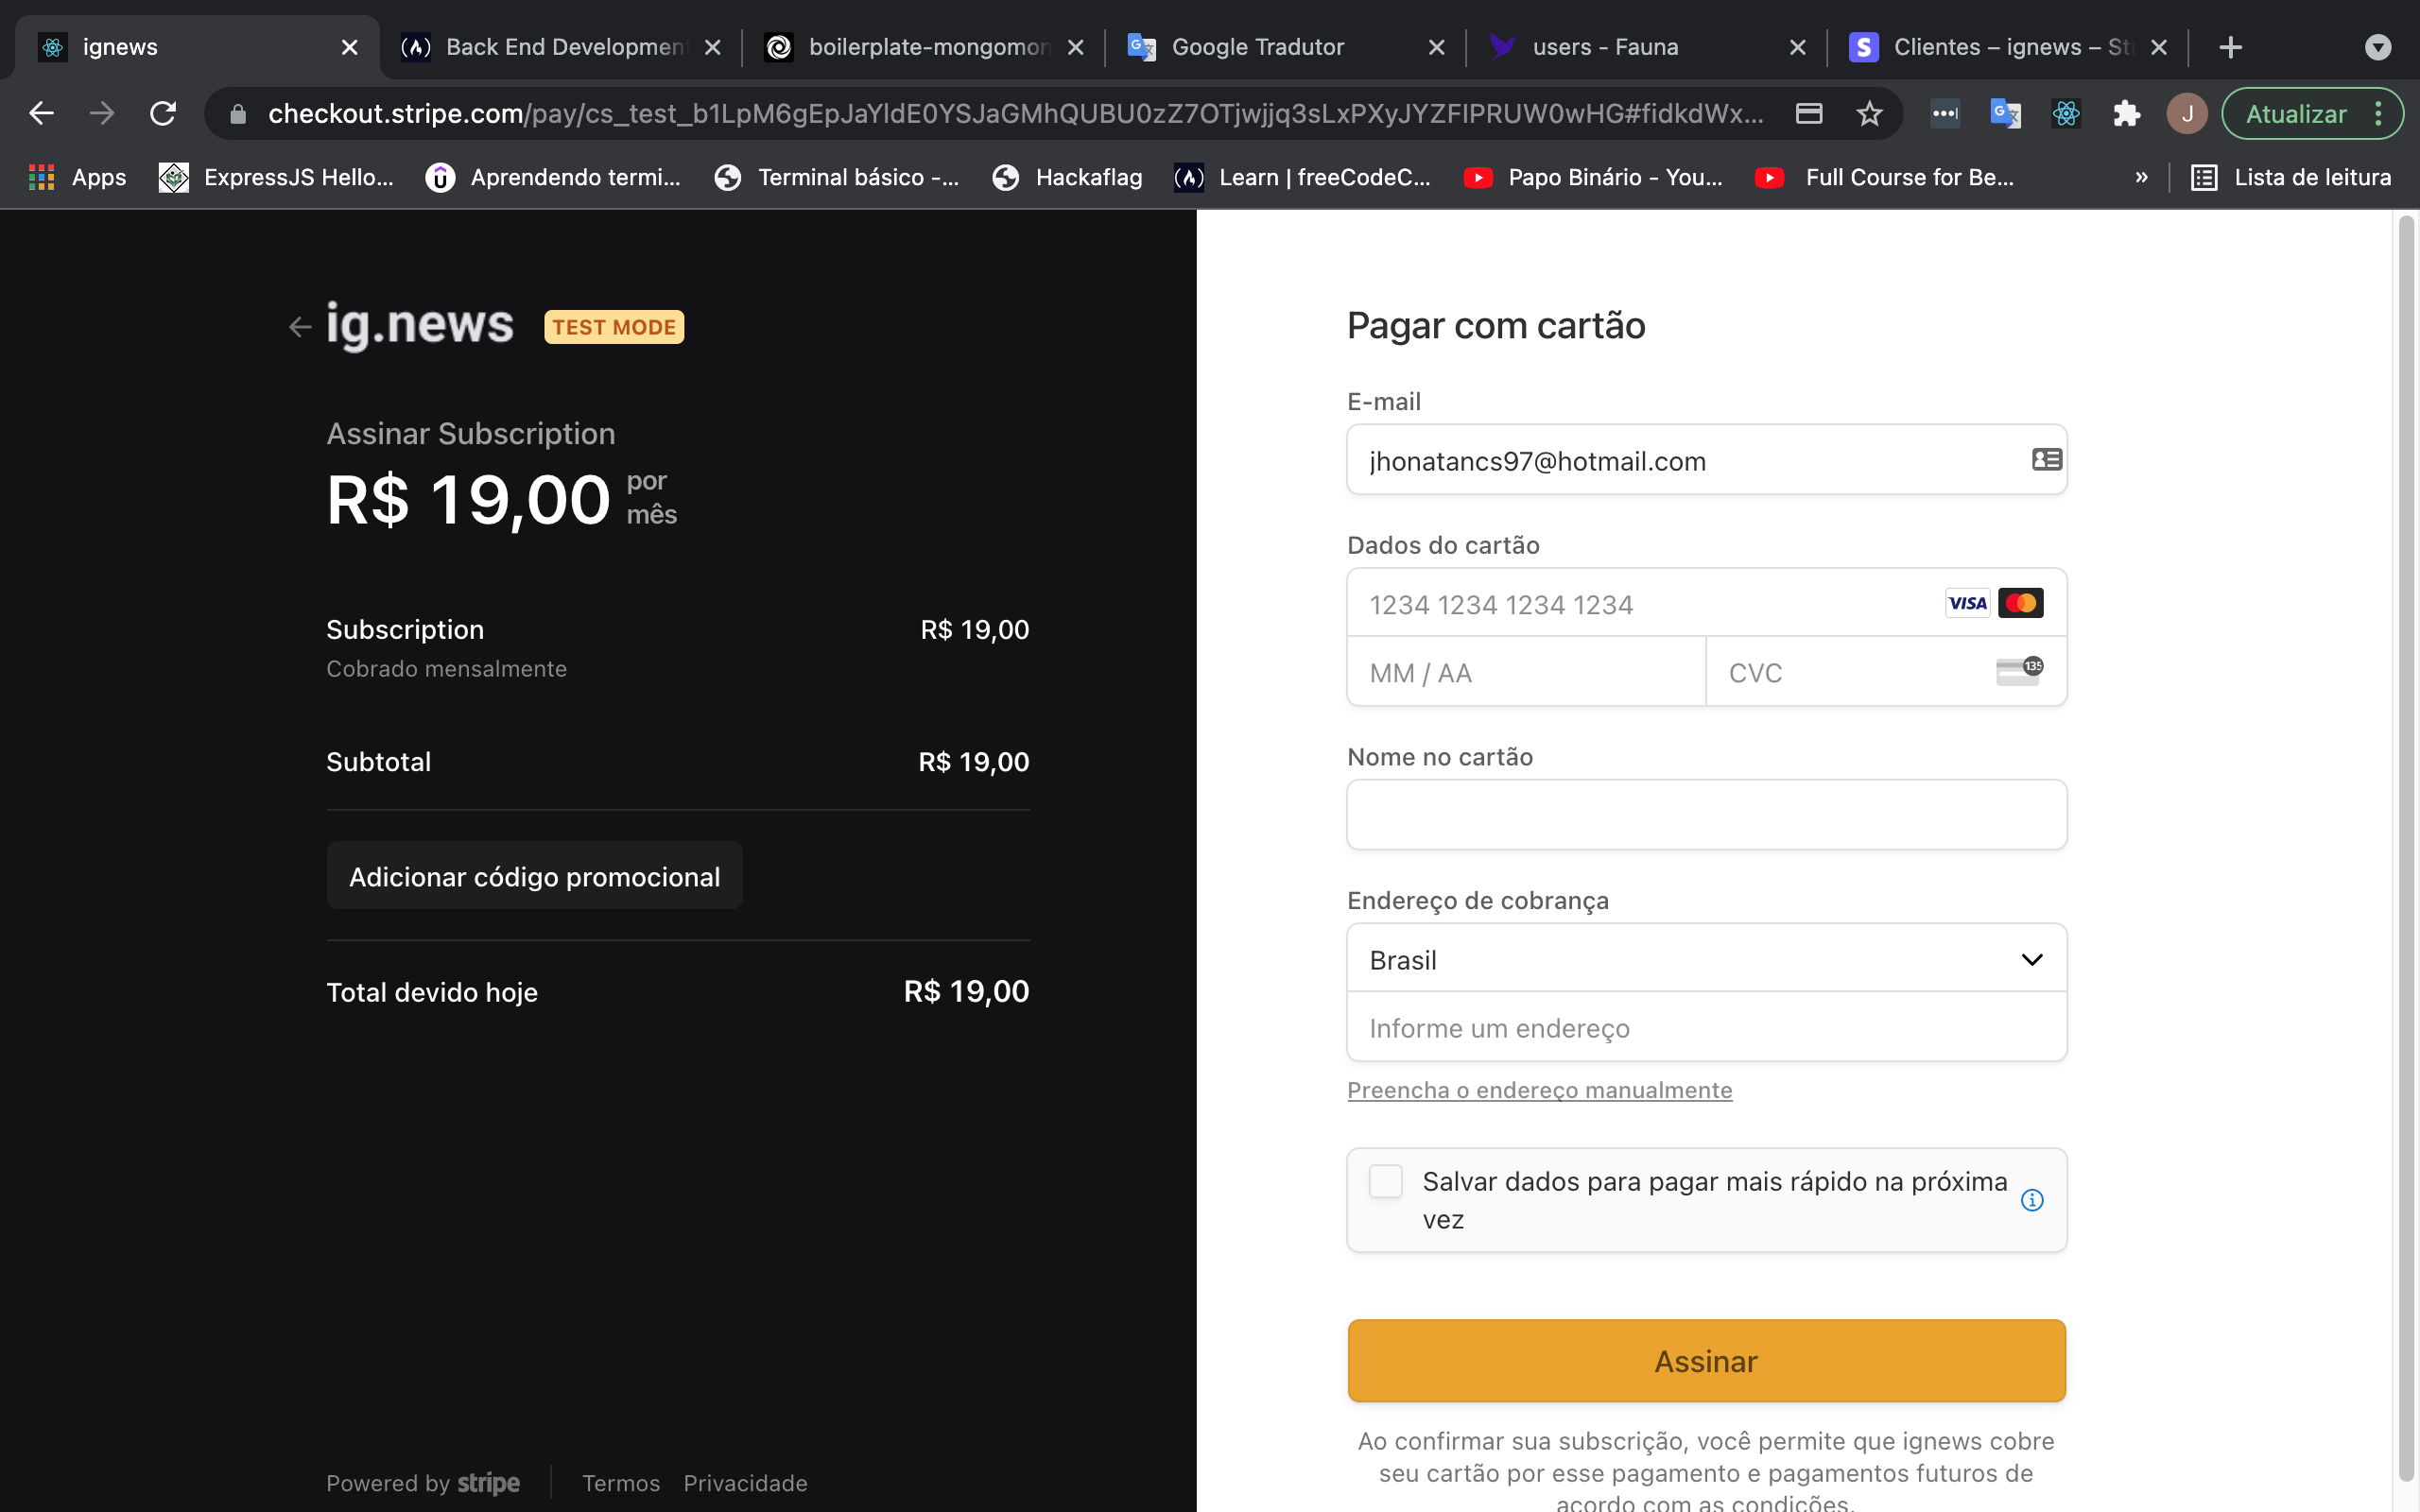 ignews
Back End Development
boilerplate-mongomon
Google Tradutor
users - Fauna
Clientes – ignews – St
checkout.stripe.com/pay/cs_test_b1LpM6gEpJaYldE0YSJaGMhQUBU0zZ7OTjwjjq3sLxPXyJYZFIPRUW0wHG#fidkdWx...
J
Atualizar
Apps
ExpressJS Hello...
Aprendendo termi...
Terminal básico -...
Hackaflag
Learn | freeCodeC...
Papo Binário - You...
Full Course for Be...
»
Lista de leitura
ig.news
TEST MODE
Assinar Subscription
R$ 19,00 por
mês
Subscription R$ 19,00
Cobrado mensalmente
Subtotal R$ 19,00
Adicionar código promocional
Total devido hoje R$ 19,00
Powered by stripe
Termos Privacidade
Pagar com cartão
E-mail
jhonatancs97@hotmail.com
Dados do cartão
1234 1234 1234 1234
VISA
MM / AA
CVC
135
Nome no cartão
Endereço de cobrança
Brasil
Informe um endereço
Preencha o endereço manualmente
Salvar dados para pagar mais rápido na próxima
vez
Assinar
Ao confirmar sua subscrição, você permite que ignews cobre
seu cartão por esse pagamento e pagamentos futuros de
acordo com as condições.